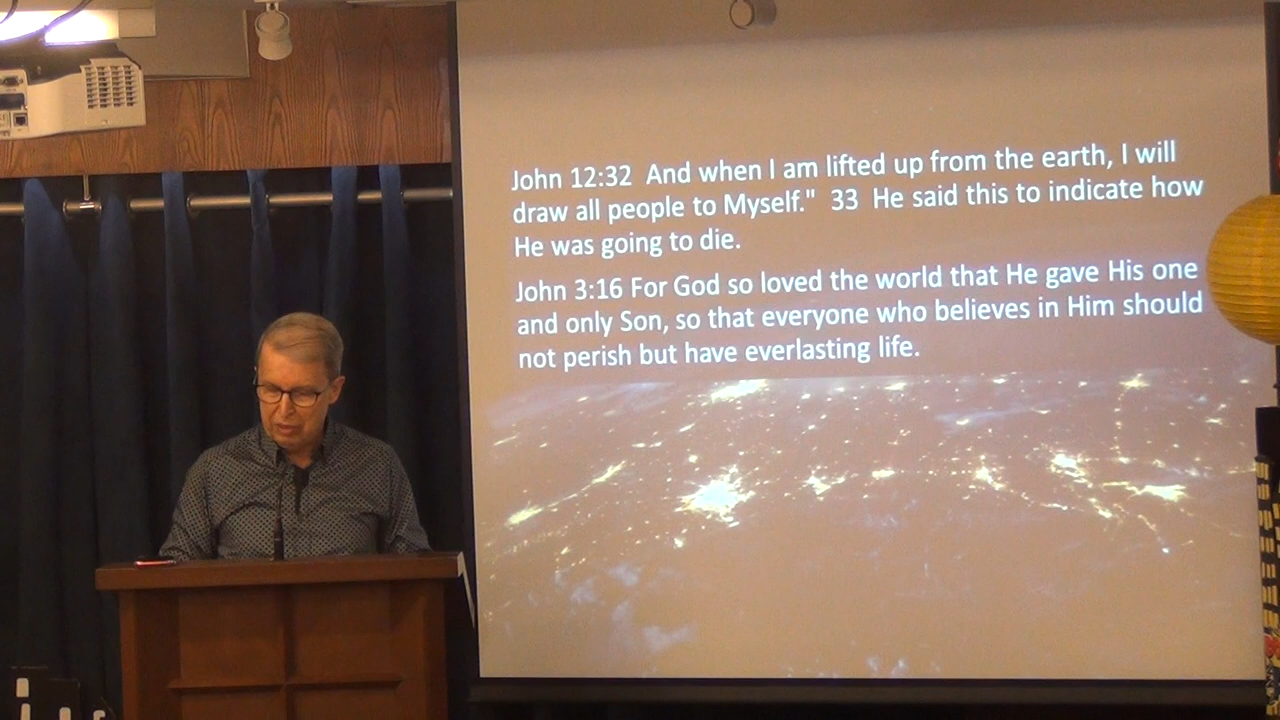 John 12:32  And when I am lifted up from the earth, I will
draw all people to Myself."  33  He said this to indicate how
He was going to die.
John 3:16 For God so loved the world that He gave His one
and only Son, so that everyone who believes in Him should
not perish but have everlasting life.